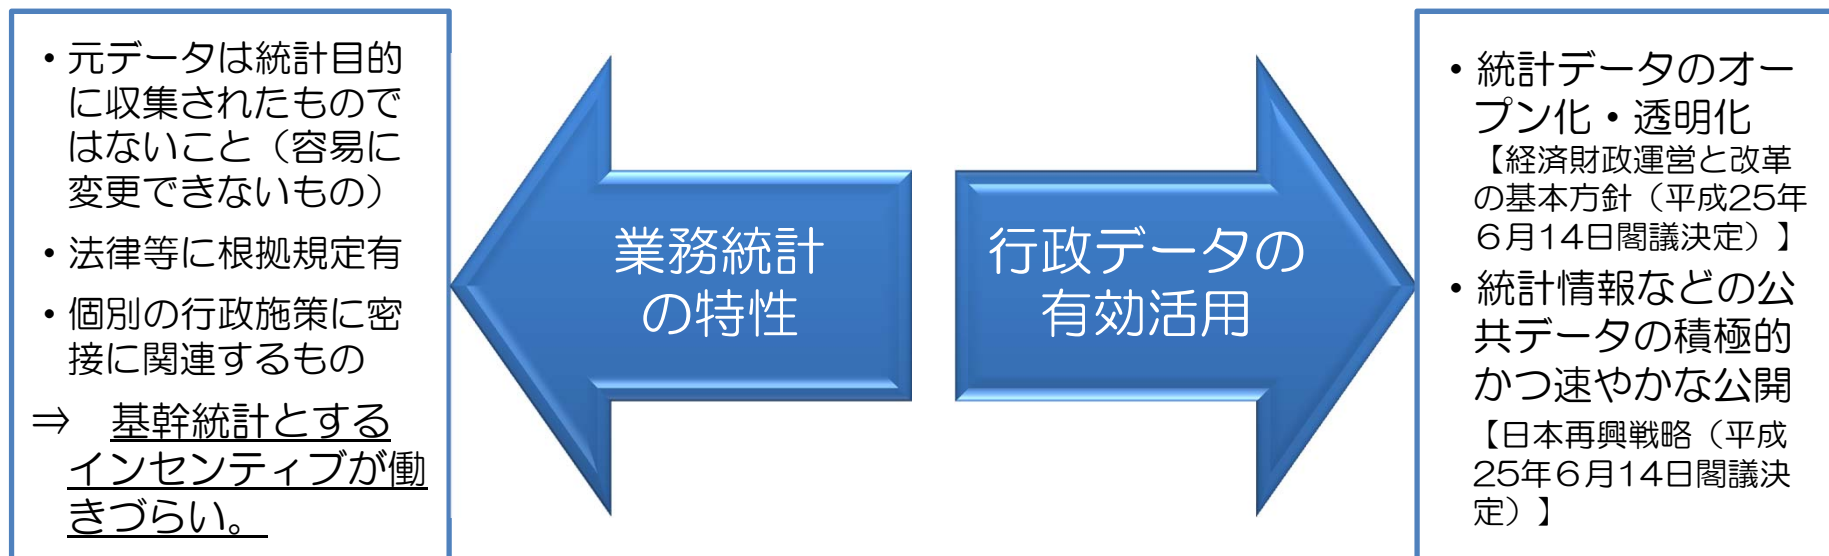 ・元データは統計目的
に収集されたもので
はないこと（容易に
変更できないもの）
・法律等に根拠規定有
・個別の行政施策に密
接に関連するもの
⇒　基幹統計とする
インセンティブが働
きづらい。
業務統計
の特性
行政データの
有効活用
・統計データのオー
プン化・透明化
【経済財政運営と改革
の基本方針（平成25年
６月14日閣議決定）】
・統計情報などの公
共データの積極的
かつ速やかな公開
【日本再興戦略（平成
25年６月14日閣議決
定）】